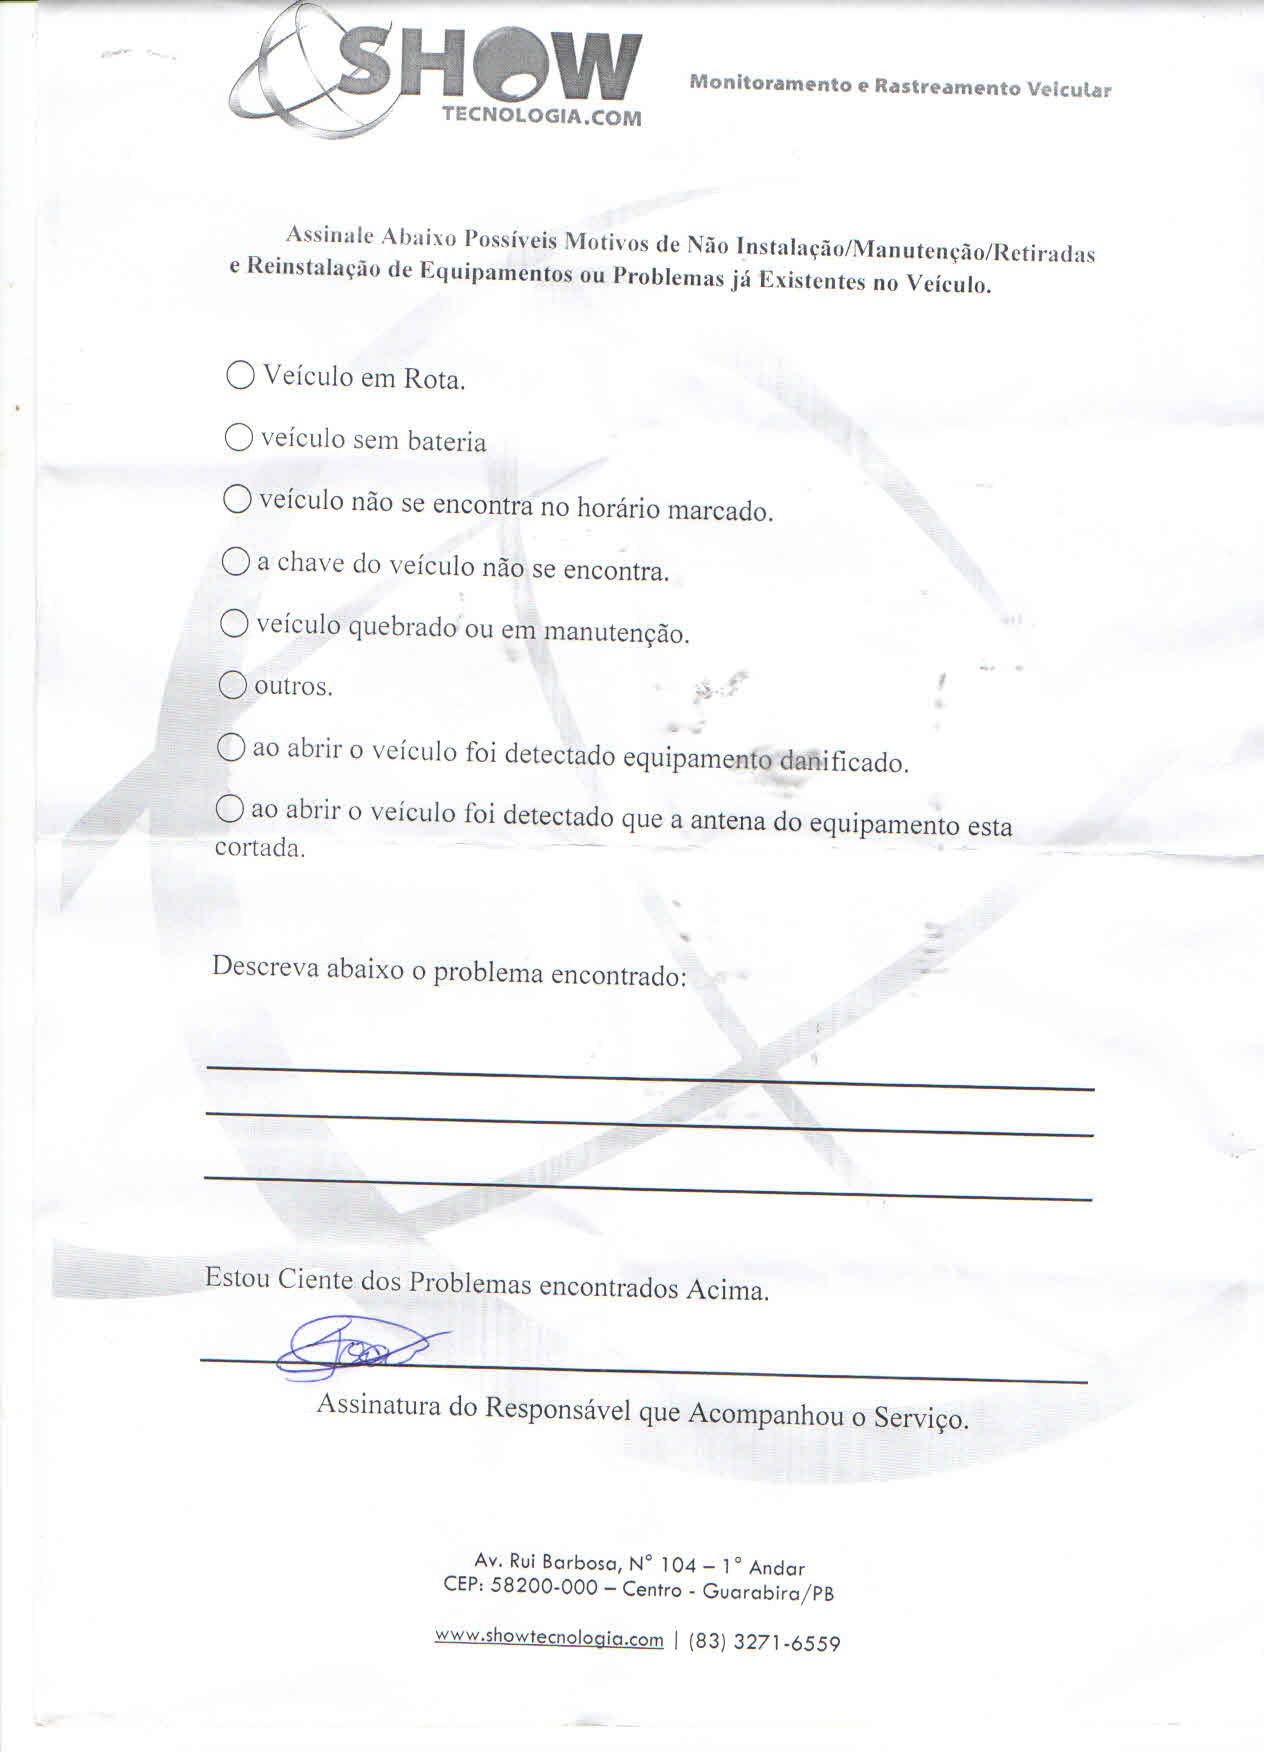 SHOW
TECNOLOGIA.COM
Monitoramento e Rastreamento Veicular
Assinale Abaixo Possíveis Motivos de Não Instalação/Manutenção/Retiradas
e Reinstalação de Equipamentos ou Problemas já Existentes no Veículo.
Veículo em Rota.
veículo sem bateria
veículo não se encontra no horário marcado.
a chave do veículo não se encontra.
veículo quebrado ou em manutenção.
outros.
ao abrir o veículo foi detectado equipamento danificado.
ao abrir o veículo foi detectado que a antena do equipamento esta
cortada.
Descreva abaixo o problema encontrado:
Estou Ciente dos Problemas encontrados Acima.
Assinatura do Responsável que Acompanhou o Serviço.
Av. Rui Barbosa, N° 104 – 1° Andar
CEP: 58200-000 – Centro - Guarabira/PB
www.showtecnologia.com | (83) 3271-6559